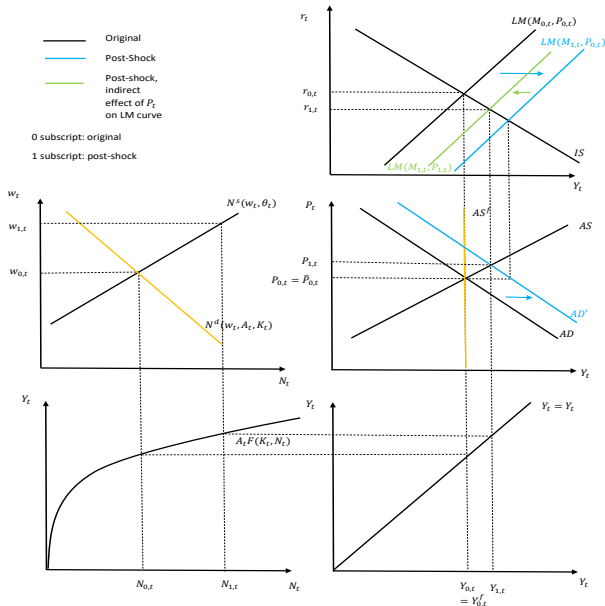 Original
Post-Shock
Post-shock,
indirect
effect of P_t
on LM curve
0 subscript: original
1 subscript: post-shock
r_t
LM(M_{0,t}, P_{0,t})
LM(M_{1,t}, P_{0,t})
r_{0,t}
r_{1,t}
LM(M_{1,t}, P_{1,t})
IS
Y_t
w_t
N^s(w_t, θ_t)
w_{1,t}
w_{0,t}
N^d(w_t, A_t, K_t)
N_t
P_t
AS^f
AS
P_{1,t}
P_{0,t} = P̄_{0,t}
AD'
AD
Y_t
Y_t
A_tF(K_t, N_t)
N_{0,t}
N_{1,t}
N_t
Y_t
Y_t = Y_t
Y_{0,t}
= Y^f_{0,t}
Y_{1,t}
Y_t